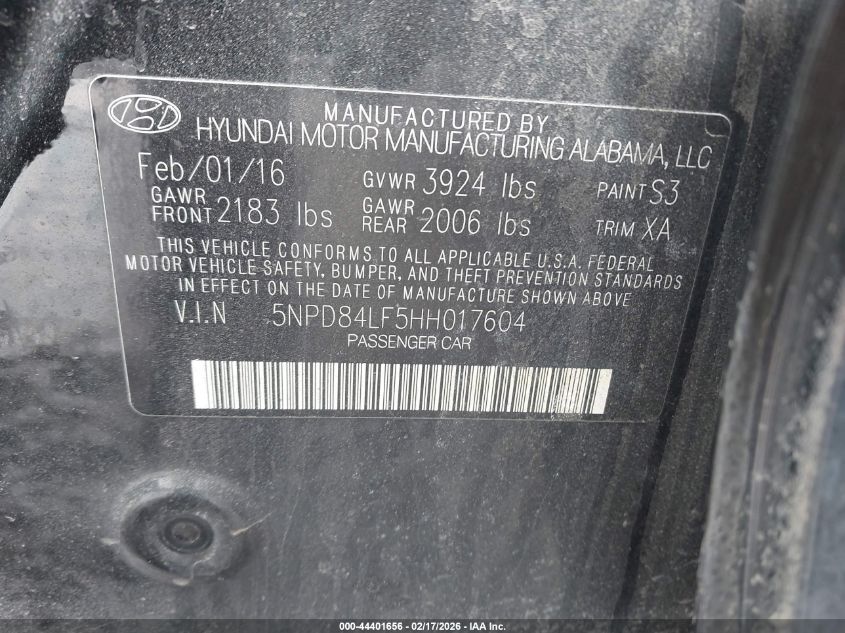 MANUFACTURED BY
HYUNDAI MOTOR MANUFACTURING ALABAMA, LLC
Feb/01/16 GVWR 3924 lbs PAINT S3
GAWR FRONT 2183 lbs GAWR REAR 2006 lbs TRIM XA
THIS VEHICLE CONFORMS TO ALL APPLICABLE U.S.A. FEDERAL
MOTOR VEHICLE SAFETY, BUMPER, AND THEFT PREVENTION STANDARDS
IN EFFECT ON THE DATE OF MANUFACTURE SHOWN ABOVE
V.I.N 5NPD84LF5HH017604
PASSENGER CAR
000-44401656 - 02/17/2026 - IAA Inc.